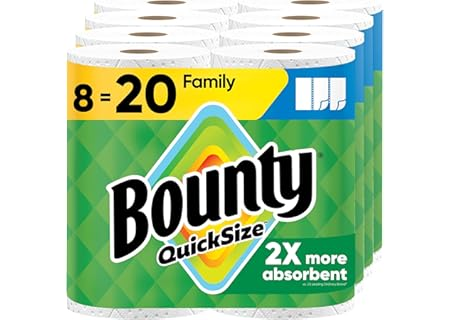 8=20 Family
Bounty
QuickSize
2X more
absorbent